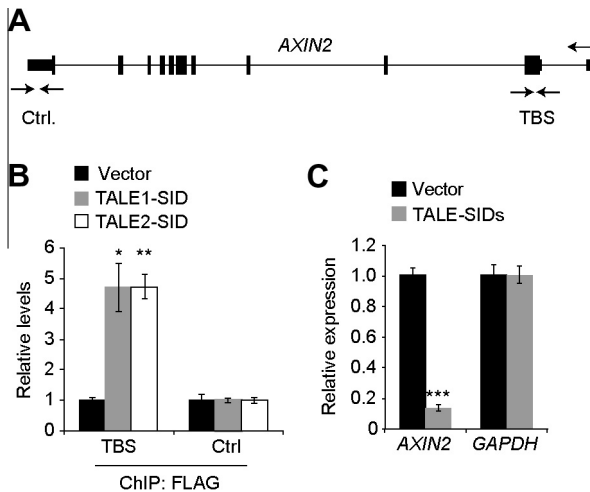 A
AXIN2
Ctrl.
TBS
B
Vector
TALE1-SID
TALE2-SID
Relative levels
6
5
4
3
2
1
0
*
**
TBS
Ctrl
ChIP: FLAG
C
Vector
TALE-SIDs
Relative expression
1.2
1.0
0.8
0.6
0.4
0.2
0
***
AXIN2
GAPDH